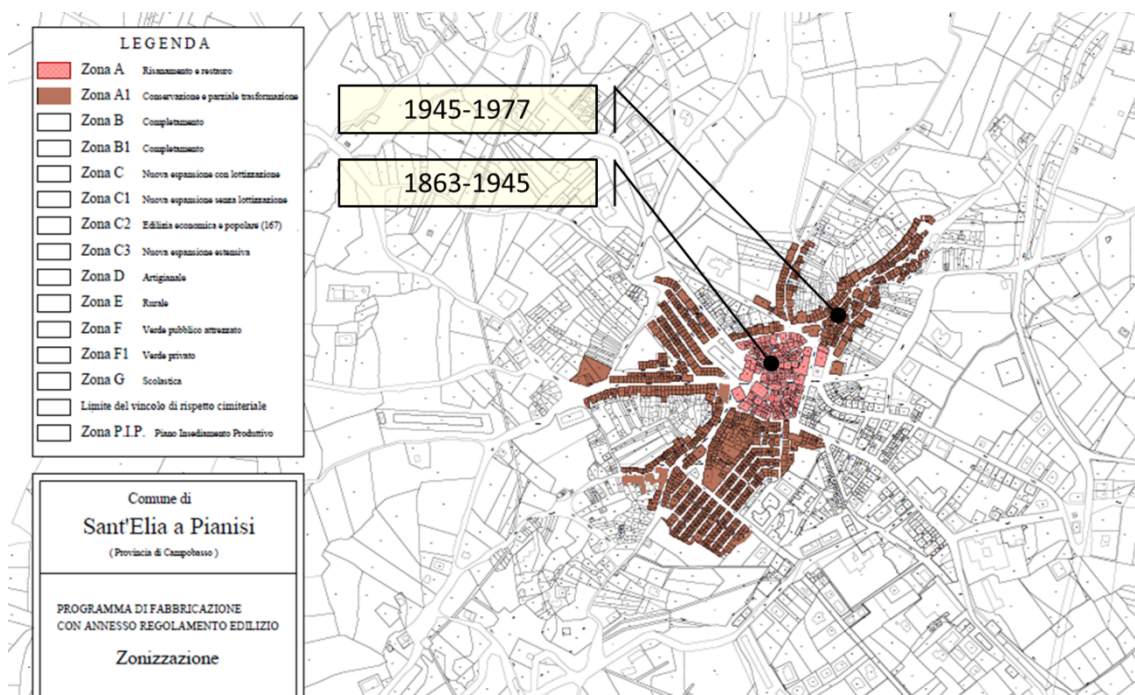 LEGENDA
Zona A Risanamento e restauro
Zona A1 Conservazione e parziale trasformazione
Zona B Completamento
Zona B1 Completamento
Zona C Nuova espansione con lottizzazione
Zona C1 Nuova espansione senza lottizzazione
Zona C2 Edilizia economica e popolare (167)
Zona C3 Nuova espansione estensiva
Zona D Artigianale
Zona E Rurale
Zona F Verde pubblico attrezzato
Zona F1 Verde privato
Zona G Scolastica
Limite del vincolo di rispetto cimiteriale
Zona P.I.P. Piano Insediamento Produttivo
1945-1977
1863-1945
Comune di
Sant'Elia a Pianisi
( Provincia di Campobasso )
PROGRAMMA DI FABBRICAZIONE
CON ANNESSO REGOLAMENTO EDILIZIO
Zonizzazione